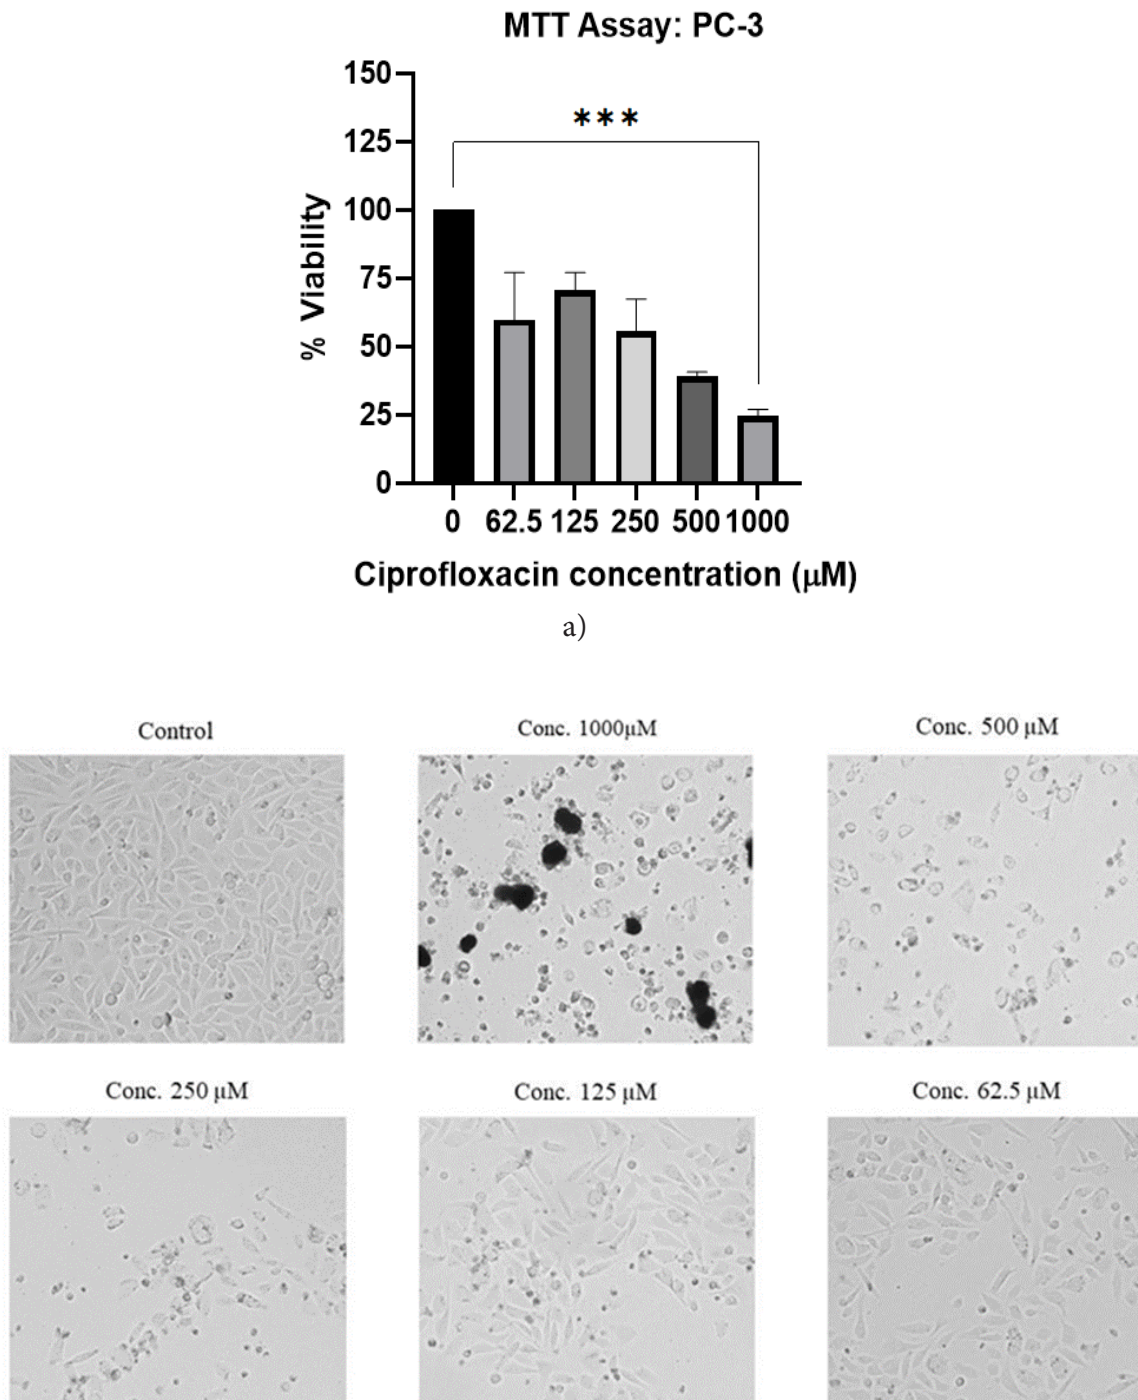 MTT Assay: PC-3
150
125
100
75
50
25
0
% Viability
***
0 62.5 125 250 500 1000
Ciprofloxacin concentration (μM)
a)
Control
Conc. 1000μM
Conc. 500 μM
Conc. 250 μM
Conc. 125 μM
Conc. 62.5 μM